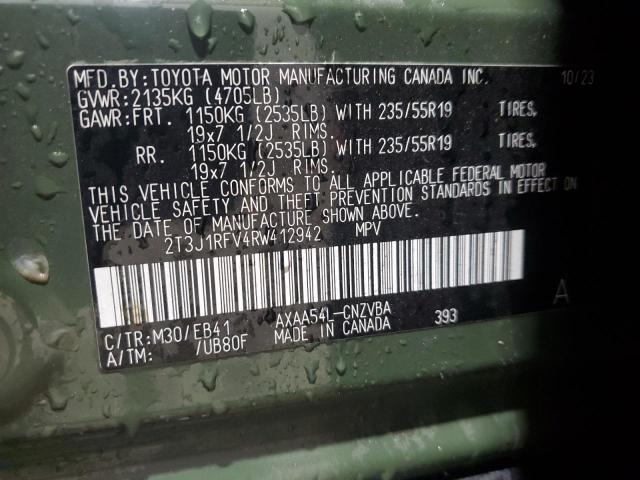 MFD.BY:TOYOTA MOTOR MANUFACTURING CANADA INC. 10/23
GVWR:2135KG (4705LB)
GAWR:FRT. 1150KG (2535LB) WITH 235/55R19 TIRES,
19x7 1/2J RIMS.
RR. 1150KG (2535LB) WITH 235/55R19 TIRES,
19x7 1/2J RIMS.
THIS VEHICLE CONFORMS TO ALL APPLICABLE FEDERAL MOTOR
VEHICLE SAFETY AND THEFT PREVENTION STANDARDS IN EFFECT ON
THE DATE OF MANUFACTURE SHOWN ABOVE.
2T3J1RFV4RW412942 MPV
A
C/TR:M30/EB41 AXAA54L-CNZVBA 393
A/TM: /UB80F MADE IN CANADA